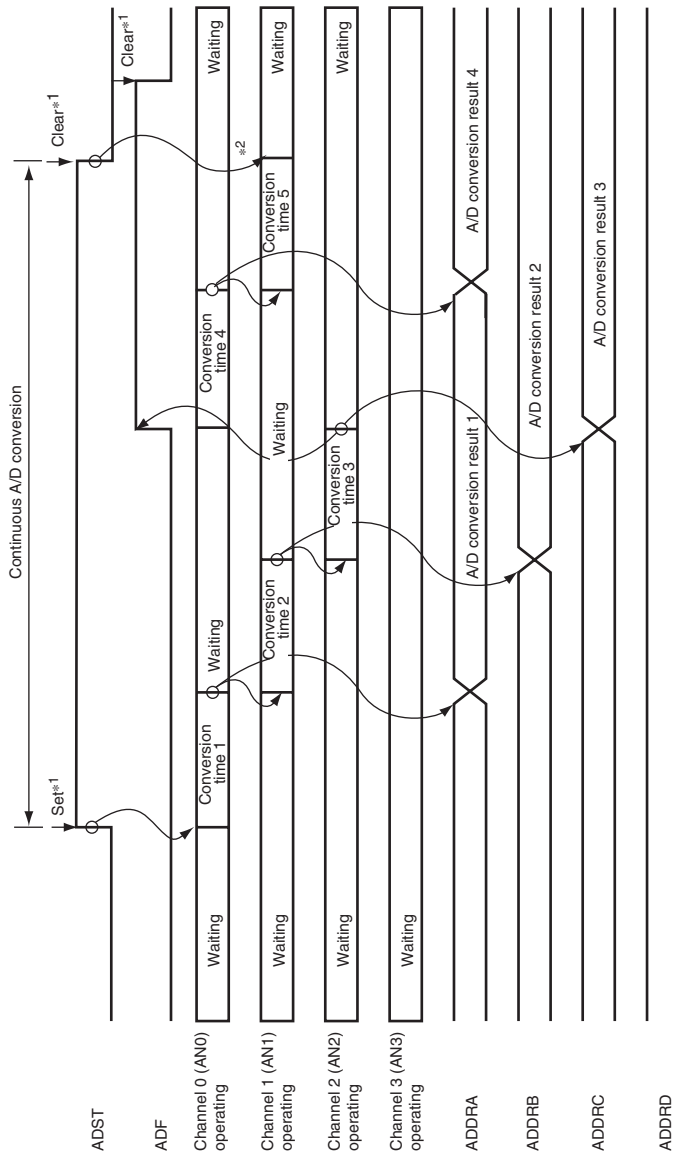 Continuous A/D conversion
Set*1
Clear*1
Clear*1
ADST
ADF
Channel 0 (AN0)
operating
Waiting
Conversion
time 1
Waiting
Conversion
time 4
Waiting
Channel 1 (AN1)
operating
Waiting
Conversion
time 2
Waiting
Conversion
time 5
*2
Waiting
Channel 2 (AN2)
operating
Waiting
Conversion
time 3
Waiting
Channel 3 (AN3)
operating
Waiting
ADDRA
A/D conversion result 1
A/D conversion result 4
ADDRB
A/D conversion result 2
ADDRC
A/D conversion result 3
ADDRD